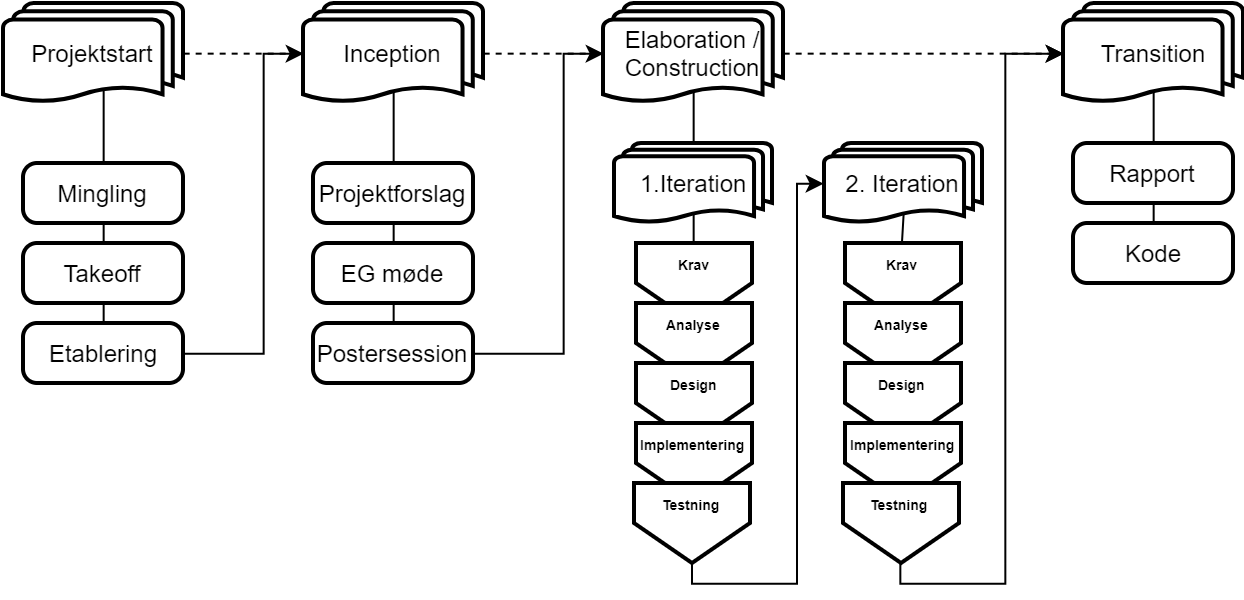 Projektstart
Mingling
Takeoff
Etablering
Inception
Projektforslag
EG møde
Postersession
Elaboration /
Construction
1.Iteration
Krav
Analyse
Design
Implementering
Testning
2. Iteration
Krav
Analyse
Design
Implementering
Testning
Transition
Rapport
Kode